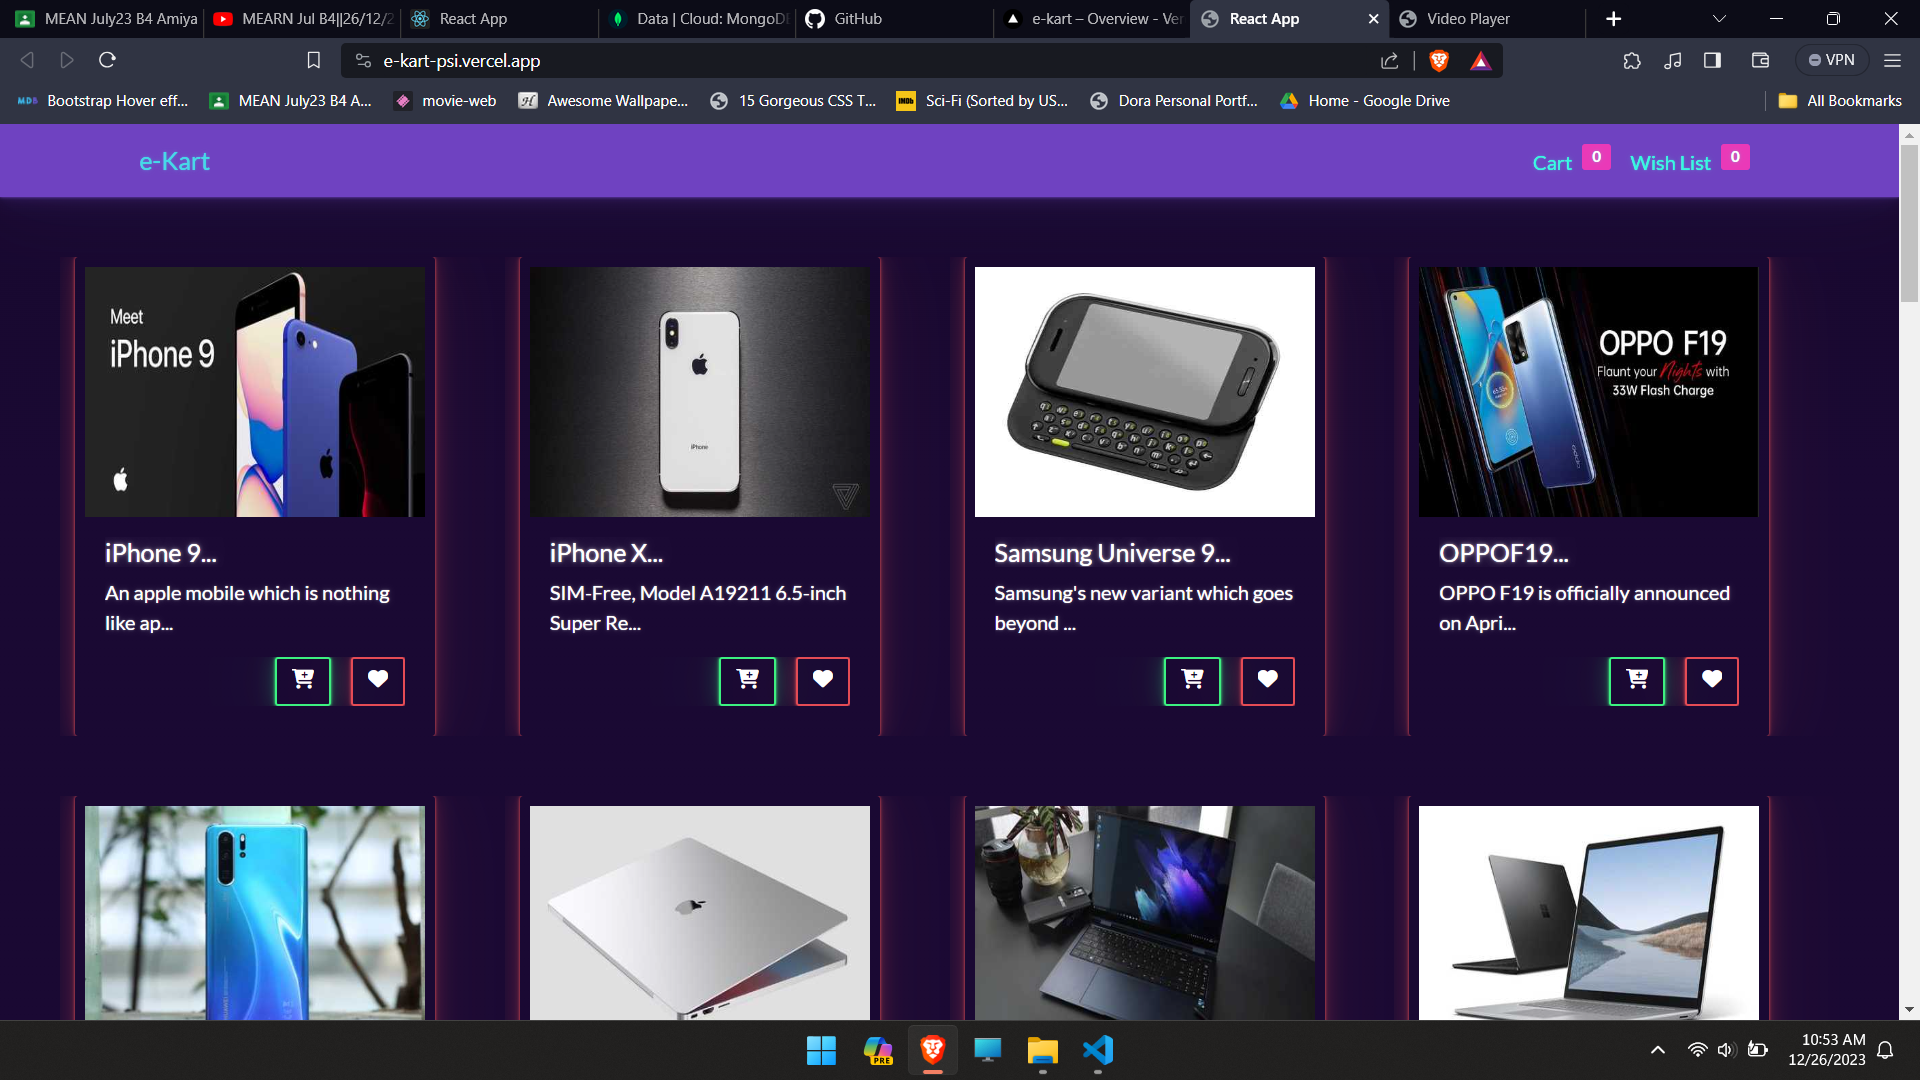 MEAN July23 B4 Amiya
MEARN Jul B4||26/12/2
React App
Data | Cloud: MongoDB
GitHub
e-kart – Overview - Ver
React App
Video Player
e-kart-psi.vercel.app
VPN
MDB
Bootstrap Hover eff...
MEAN July23 B4 A...
movie-web
Awesome Wallpape...
15 Gorgeous CSS T...
IMDb
Sci-Fi (Sorted by US...
Dora Personal Portf...
Home - Google Drive
All Bookmarks
e-Kart
Cart 0
Wish List 0
Meet
iPhone 9
iPhone
OPPO F19
Flaunt your Nights with
33W Flash Charge
iPhone 9...
An apple mobile which is nothing
like ap...
iPhone X...
SIM-Free, Model A19211 6.5-inch
Super Re...
Samsung Universe 9...
Samsung's new variant which goes
beyond ...
OPPOF19...
OPPO F19 is officially announced
on Apri...
PRE
10:53 AM
12/26/2023